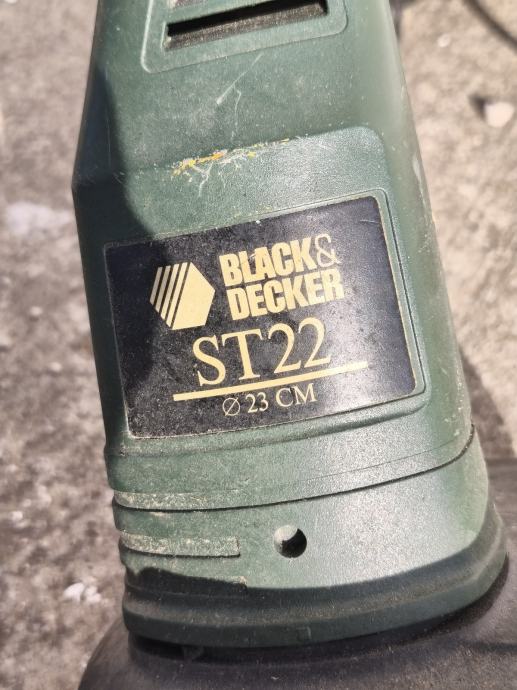 BLACK&
DECKER
ST22
Ø 23 CM